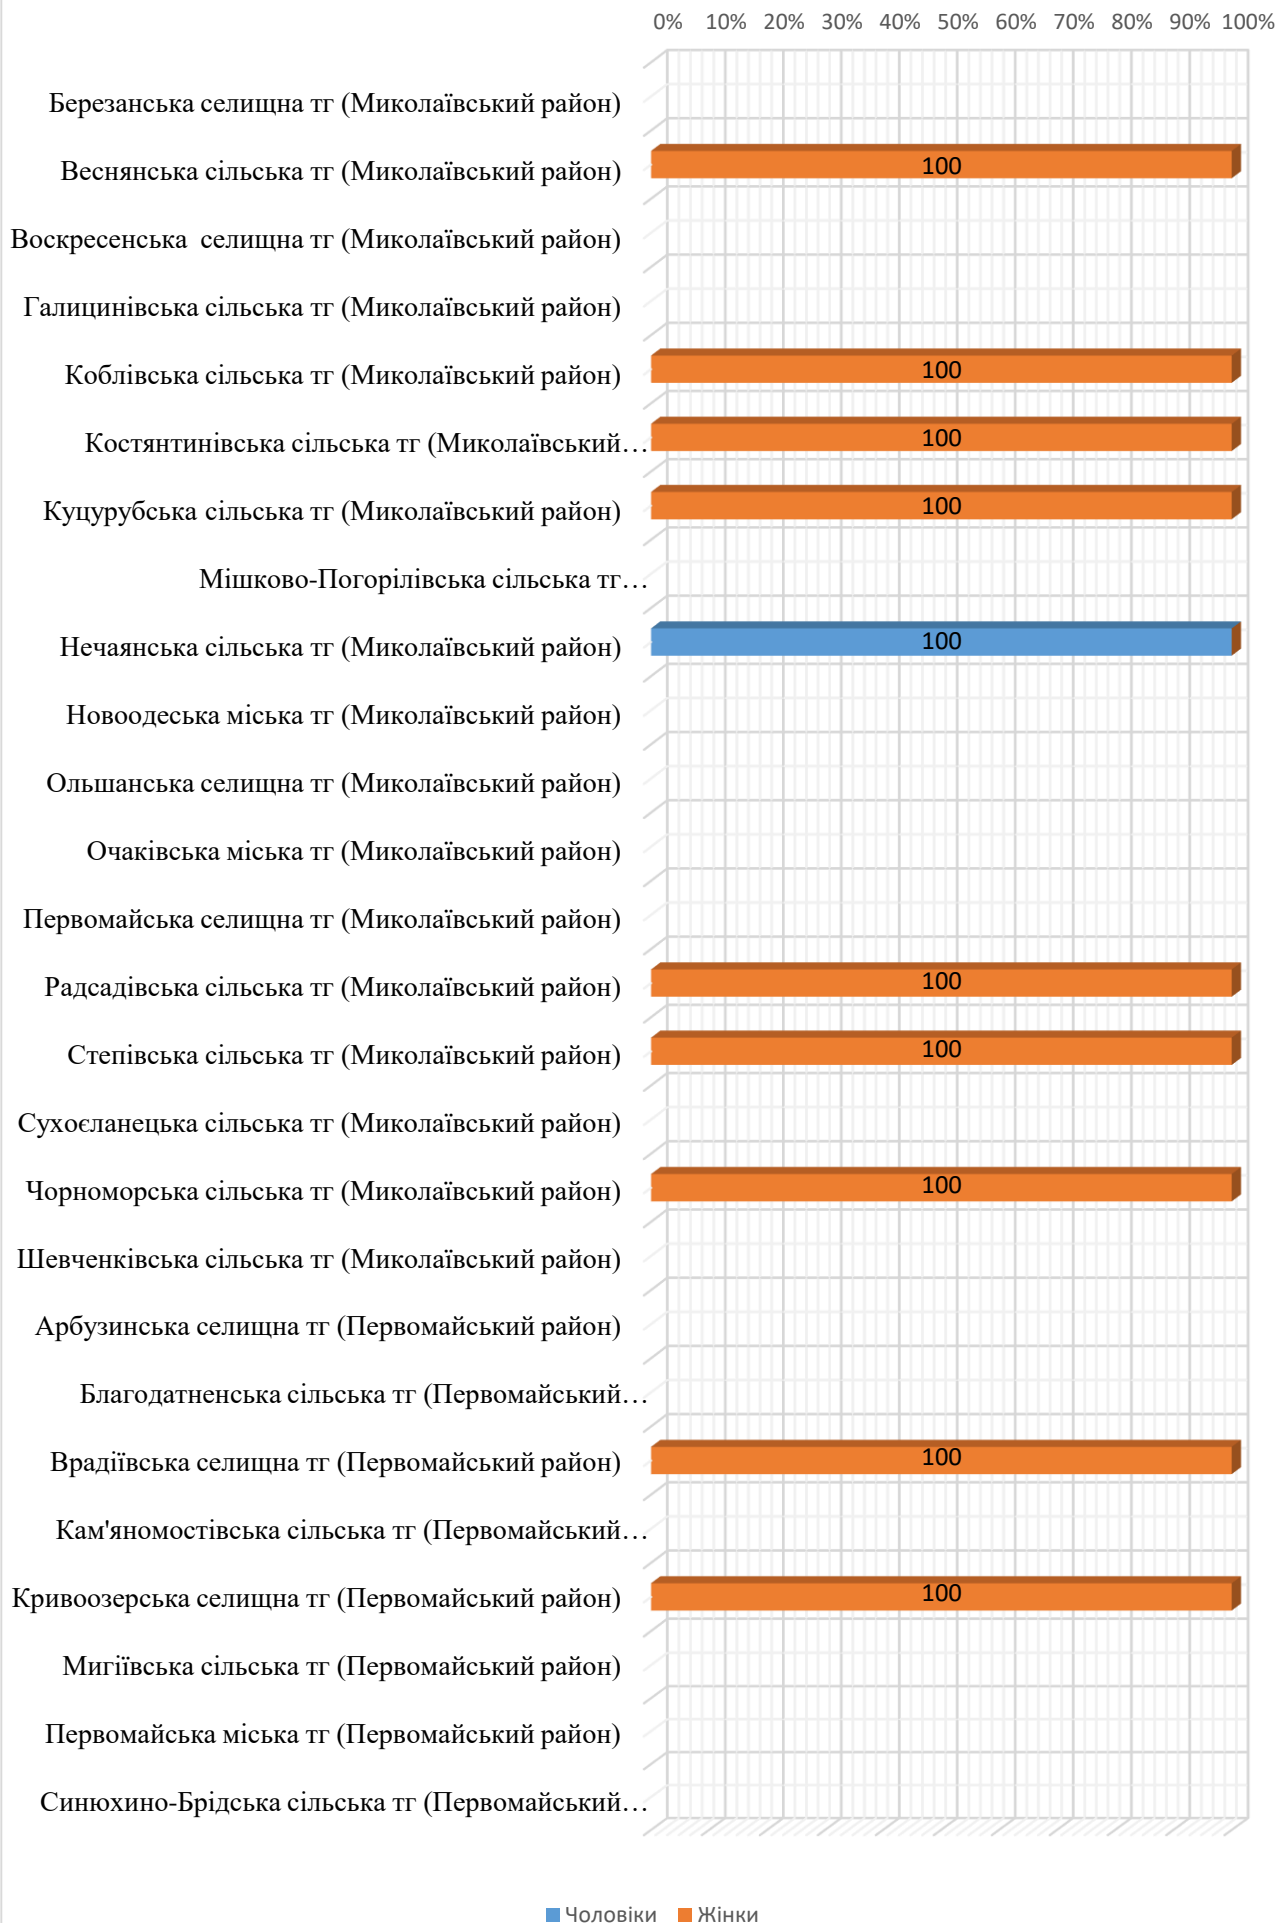 0% 10% 20% 30% 40% 50% 60% 70% 80% 90% 100%
Березанська селищна тг (Миколаївський район)
Веснянська сільська тг (Миколаївський район) 100
Воскресенська  селищна тг (Миколаївський район)
Галицинівська сільська тг (Миколаївський район)
Коблівська сільська тг (Миколаївський район) 100
Костянтинівська сільська тг (Миколаївський… 100
Куцурубська сільська тг (Миколаївський район) 100
Мішково-Погорілівська сільська тг…
Нечаянська сільська тг (Миколаївський район) 100
Новоодеська міська тг (Миколаївський район)
Ольшанська селищна тг (Миколаївський район)
Очаківська міська тг (Миколаївський район)
Первомайська селищна тг (Миколаївський район)
Радсадівська сільська тг (Миколаївський район) 100
Степівська сільська тг (Миколаївський район) 100
Сухоєланецька сільська тг (Миколаївський район)
Чорноморська сільська тг (Миколаївський район) 100
Шевченківська сільська тг (Миколаївський район)
Арбузинська селищна тг (Первомайський район)
Благодатненська сільська тг (Первомайський…
Врадіївська селищна тг (Первомайський район) 100
Кам'яномостівська сільська тг (Первомайський…
Кривоозерська селищна тг (Первомайський район) 100
Мигіївська сільська тг (Первомайський район)
Первомайська міська тг (Первомайський район)
Синюхино-Брідська сільська тг (Первомайський…
Чоловіки Жінки